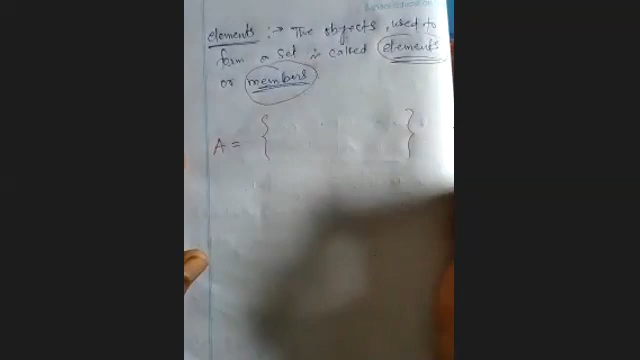 elements :→ The objects, used to
form a set is called elements
or members
A = { }